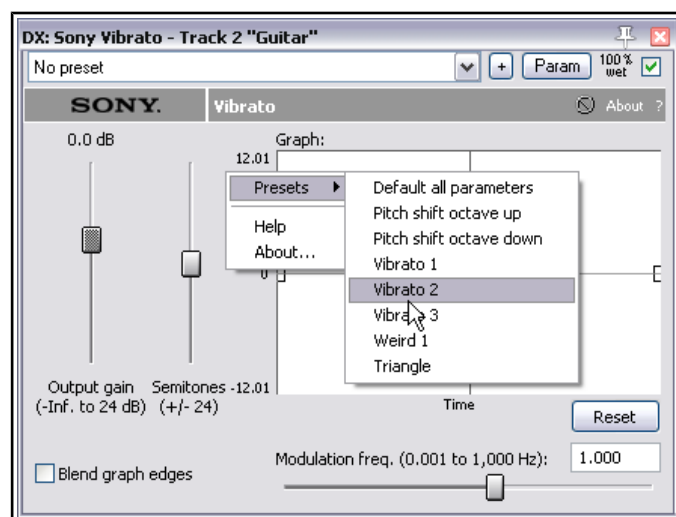 DX: Sony Vibrato - Track 2 "Guitar"
No preset
+
Param
100 %
wet
SONY.
Vibrato
About ?
0.0 dB
Graph:
12.01
Presets
Help
About...
Default all parameters
Pitch shift octave up
Pitch shift octave down
Vibrato 1
Vibrato 2
Vibrato 3
Weird 1
Triangle
0
Output gain
(-Inf. to 24 dB)
Semitones
(+/- 24)
-12.01
Time
Reset
Blend graph edges
Modulation freq. (0.001 to 1,000 Hz):
1.000